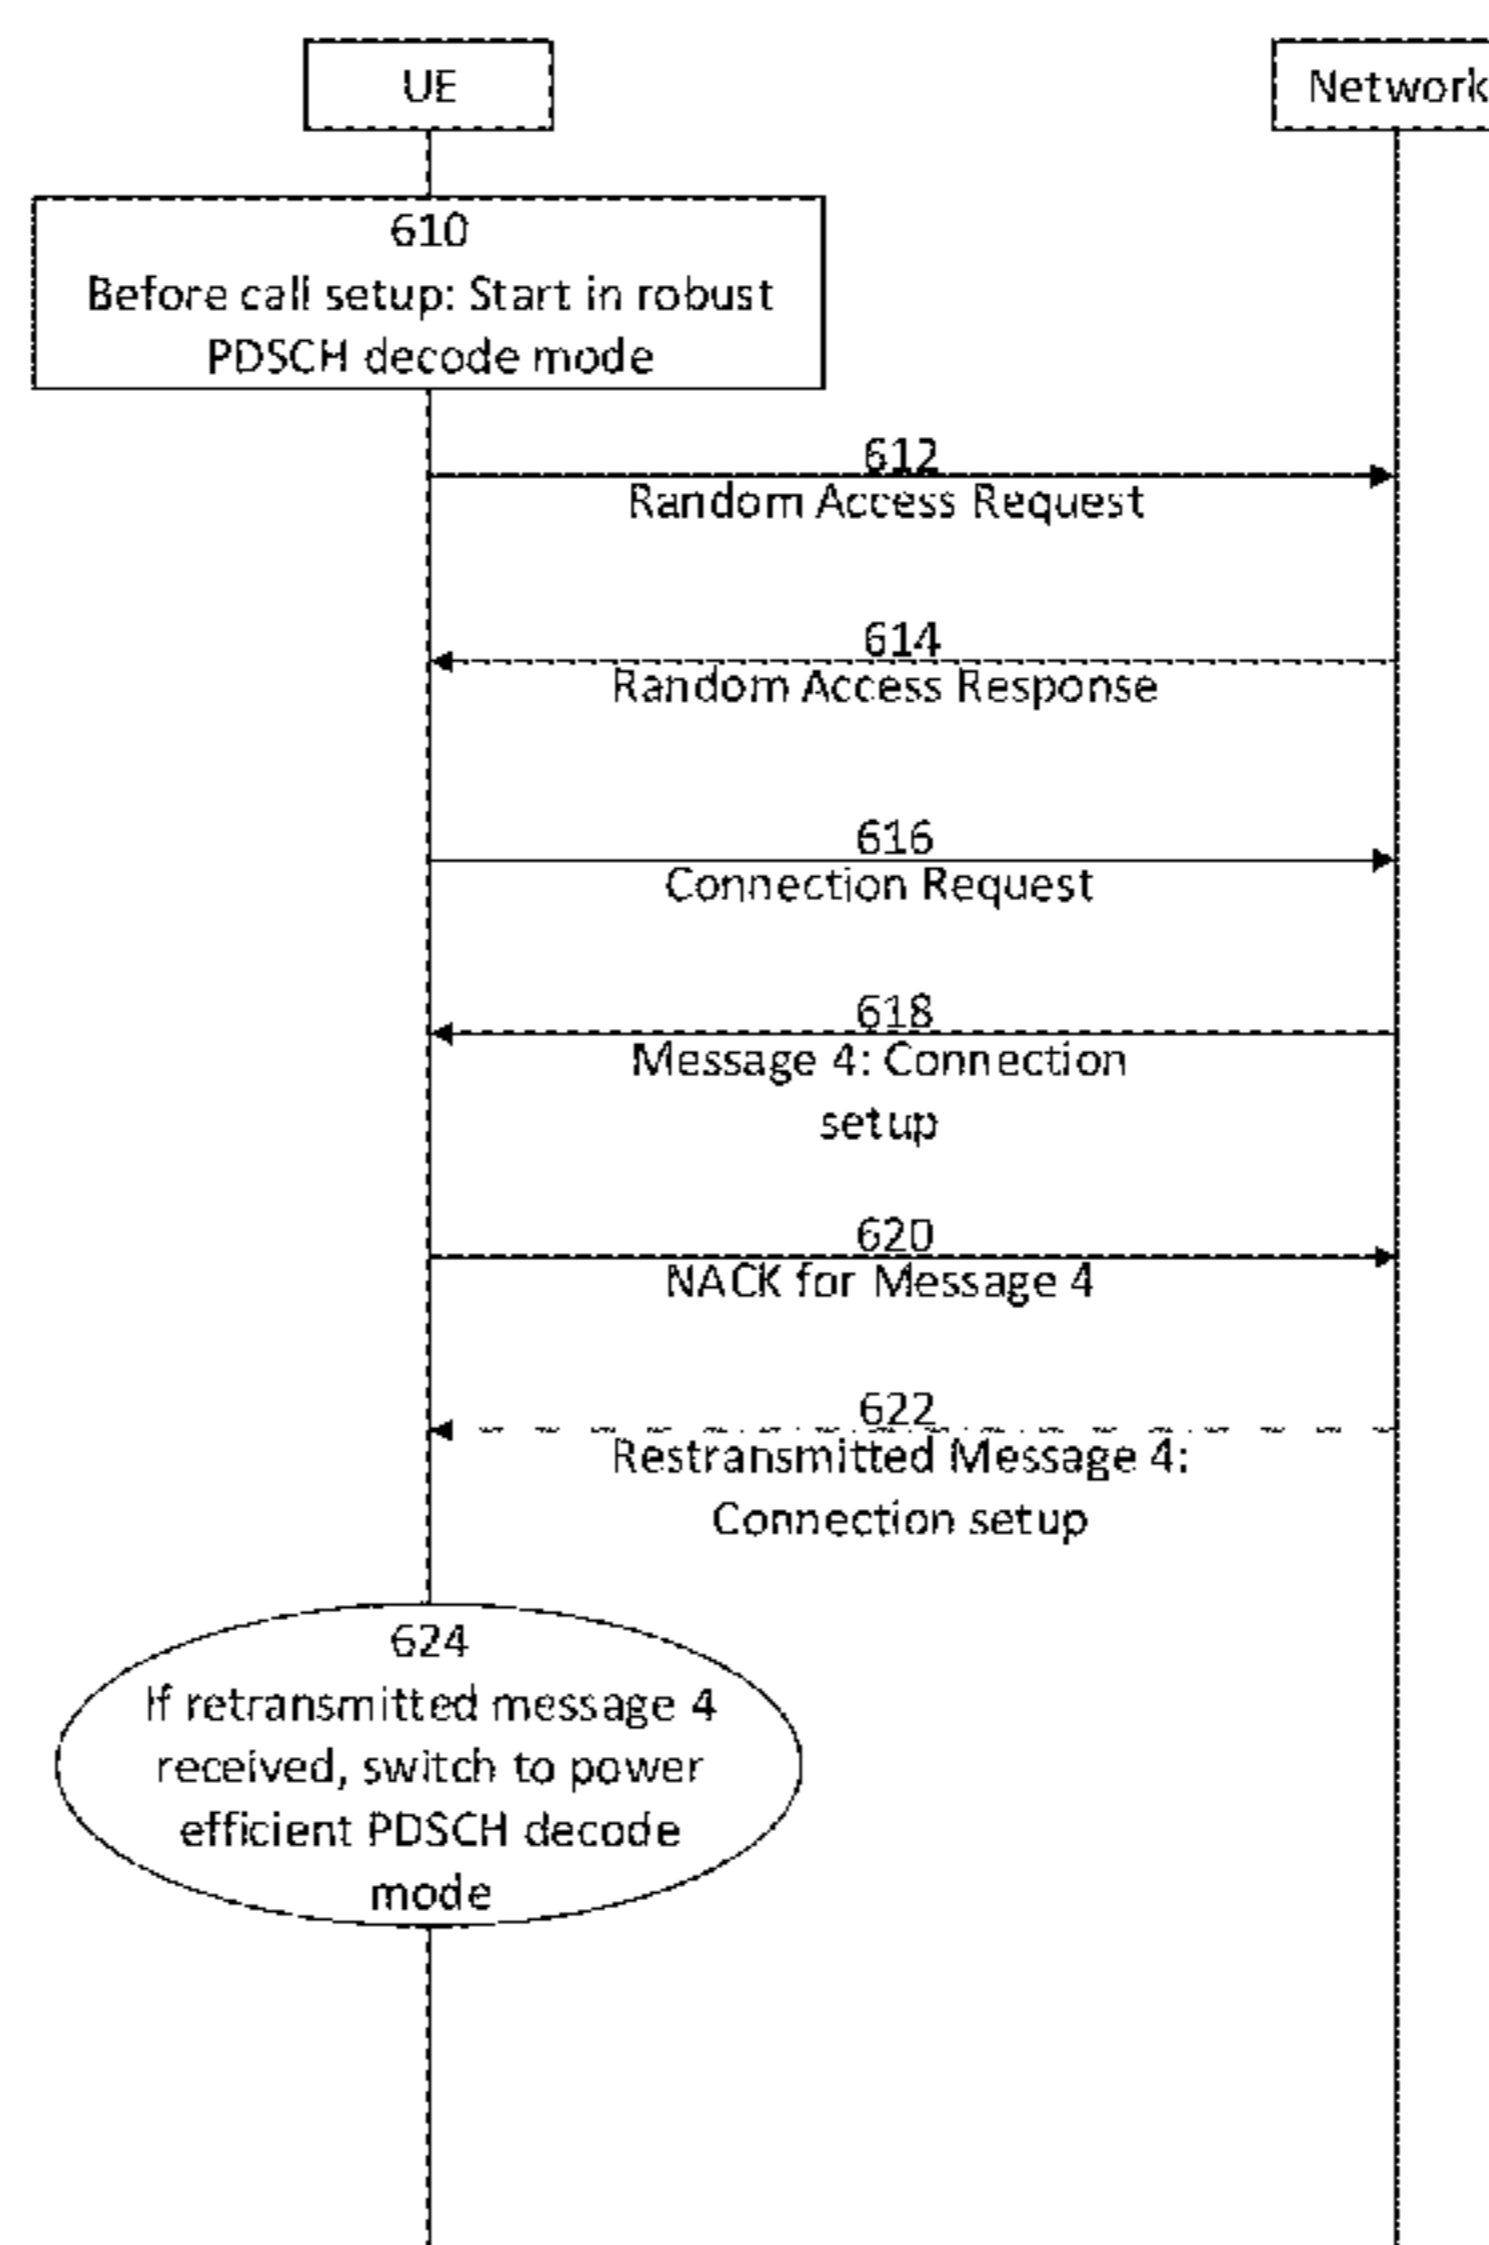 UE
Network
610
Before call setup: Start in robust
PDSCH decode mode
612
Random Access Request
614
Random Access Response
616
Connection Request
618
Message 4: Connection
setup
620
NACK for Message 4
622
Restransmitted Message 4:
Connection setup
624
If retransmitted message 4
received, switch to power
efficient PDSCH decode
mode